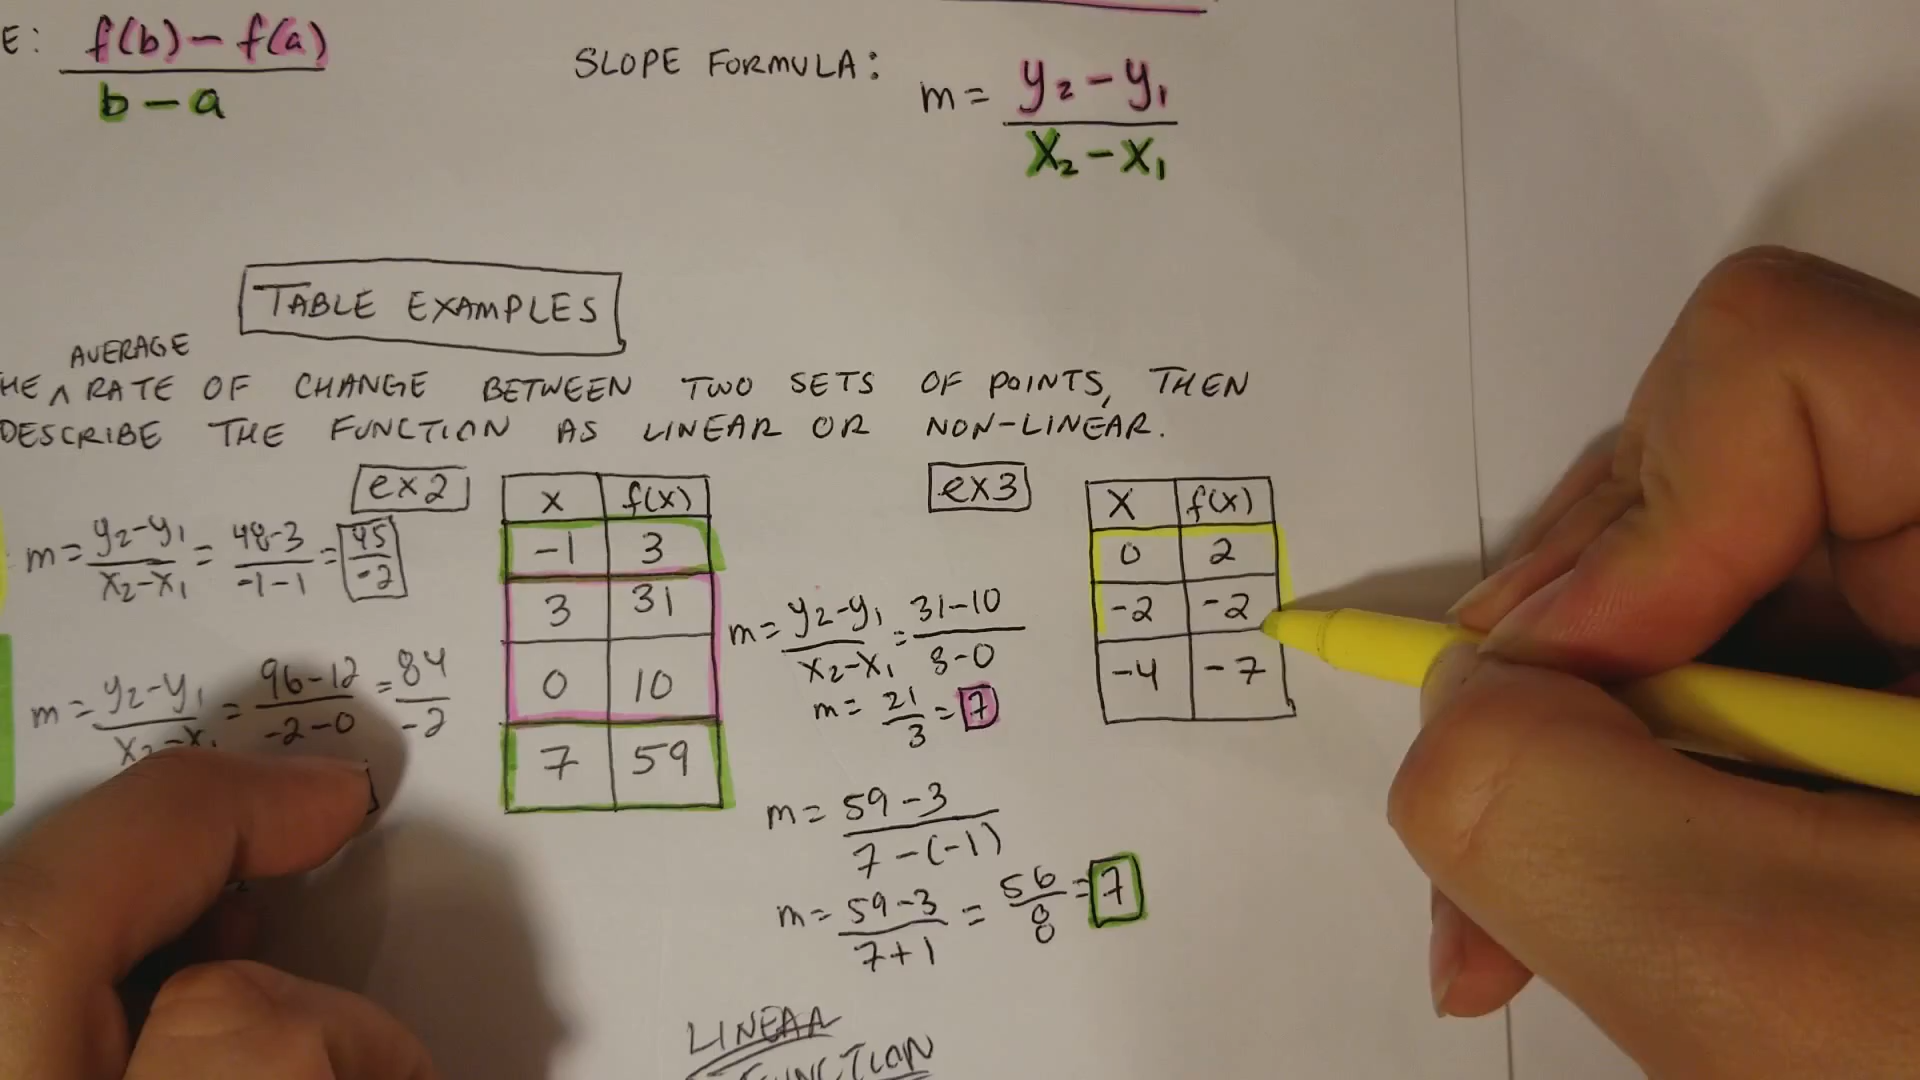 E: f(b) - f(a)
b - a
SLOPE FORMULA: m = y₂ - y₁
x₂ - x₁
TABLE EXAMPLES
AVERAGE
HE ^ RATE OF CHANGE BETWEEN TWO SETS OF POINTS, THEN
DESCRIBE THE FUNCTION AS LINEAR OR NON-LINEAR.
m = y₂-y₁ = 48-3 = 45
x₂-x₁ -1-1 -2
m = y₂-y₁ = 96-12 = 84
x₂-x₁ -2-0 -2
ex2
x f(x)
-1 3
3 31
0 10
7 59
m = y₂-y₁ = 31-10
x₂-x₁ 3-0
m = 21 = 7
3
m = 59-3
7-(-1)
m = 59-3 = 56 = 7
7+1 8
LINEAR
FUNCTION
ex3
x f(x)
0 2
-2 -2
-4 -7